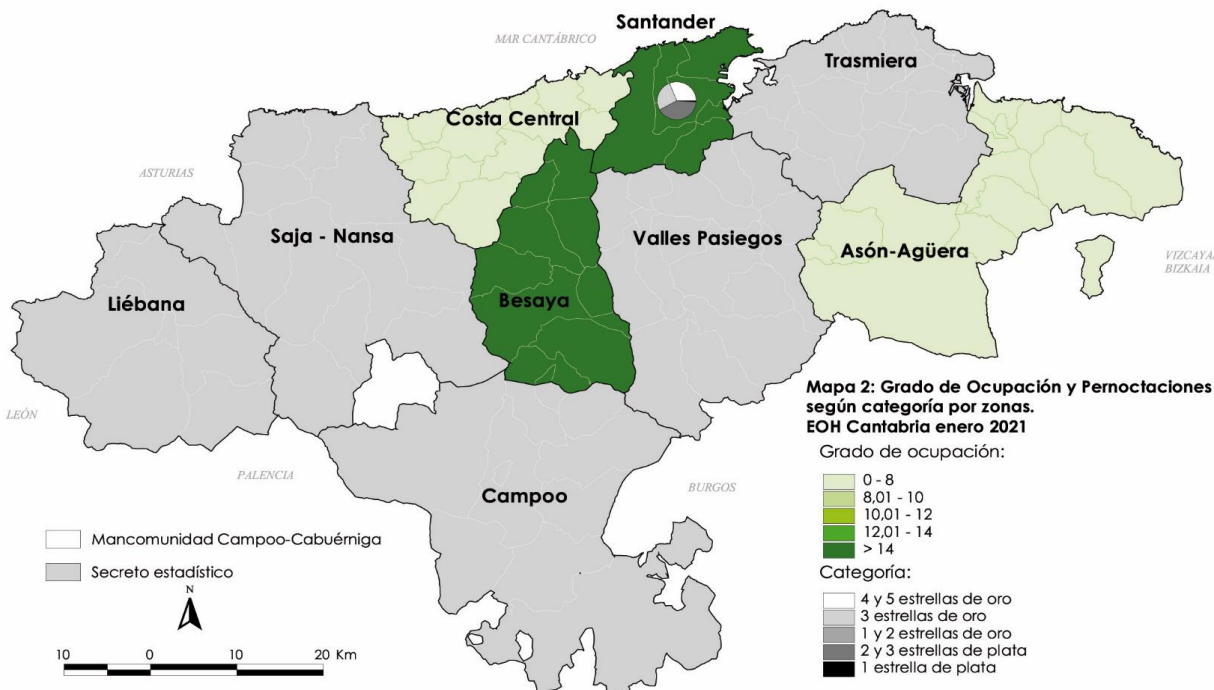 Santander
MAR CANTÁBRICO
Trasmiera
Costa Central
ASTURIAS
Saja - Nansa
Valles Pasiegos
Asón-Agüera
VIZCAYA
BIZKAIA
Liébana
Besaya
LEÓN
PALENCIA
Campoo
BURGOS
Mapa 2: Grado de Ocupación y Pernoctaciones
según categoría por zonas.
EOH Cantabria enero 2021
Grado de ocupación:
0 - 8
8,01 - 10
10,01 - 12
12,01 - 14
> 14
Categoría:
4 y 5 estrellas de oro
3 estrellas de oro
1 y 2 estrellas de oro
2 y 3 estrellas de plata
1 estrella de plata
Mancomunidad Campoo-Cabuérniga
Secreto estadístico
N
10 0 10 20 Km